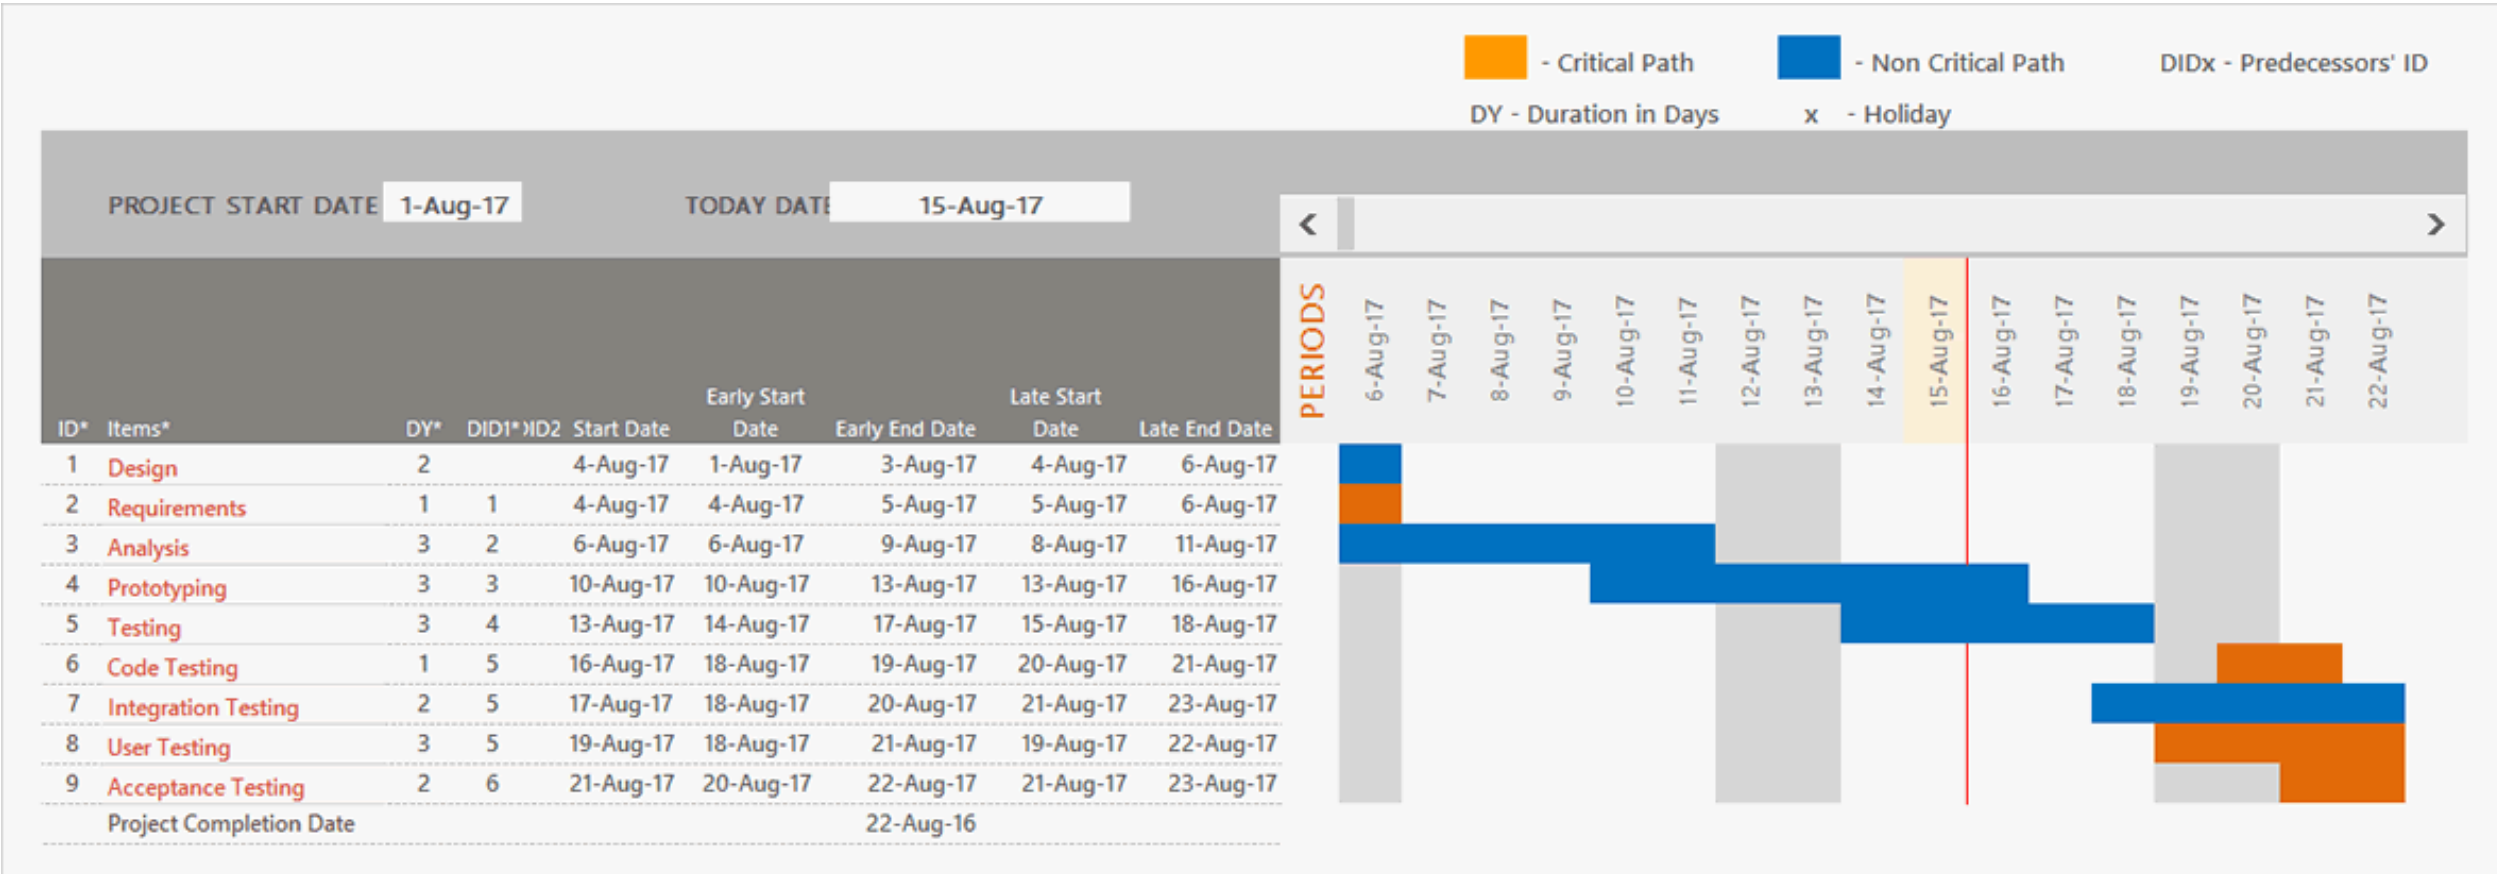 - Critical Path - Non Critical Path DIDx - Predecessors' ID
DY - Duration in Days x - Holiday
PROJECT START DATE 1-Aug-17 TODAY DATE 15-Aug-17
PERIODS 6-Aug-17 7-Aug-17 8-Aug-17 9-Aug-17 10-Aug-17 11-Aug-17 12-Aug-17 13-Aug-17 14-Aug-17 15-Aug-17 16-Aug-17 17-Aug-17 18-Aug-17 19-Aug-17 20-Aug-17 21-Aug-17 22-Aug-17
Early Start Late Start
ID* Items* DY* DID1* ID2 Start Date Date Early End Date Date Late End Date
1 Design 2 4-Aug-17 1-Aug-17 3-Aug-17 4-Aug-17 6-Aug-17
2 Requirements 1 1 4-Aug-17 4-Aug-17 5-Aug-17 5-Aug-17 6-Aug-17
3 Analysis 3 2 6-Aug-17 6-Aug-17 9-Aug-17 8-Aug-17 11-Aug-17
4 Prototyping 3 3 10-Aug-17 10-Aug-17 13-Aug-17 13-Aug-17 16-Aug-17
5 Testing 3 4 13-Aug-17 14-Aug-17 17-Aug-17 15-Aug-17 18-Aug-17
6 Code Testing 1 5 16-Aug-17 18-Aug-17 19-Aug-17 20-Aug-17 21-Aug-17
7 Integration Testing 2 5 17-Aug-17 18-Aug-17 20-Aug-17 21-Aug-17 23-Aug-17
8 User Testing 3 5 19-Aug-17 18-Aug-17 21-Aug-17 19-Aug-17 22-Aug-17
9 Acceptance Testing 2 6 21-Aug-17 20-Aug-17 22-Aug-17 21-Aug-17 23-Aug-17
Project Completion Date 22-Aug-16